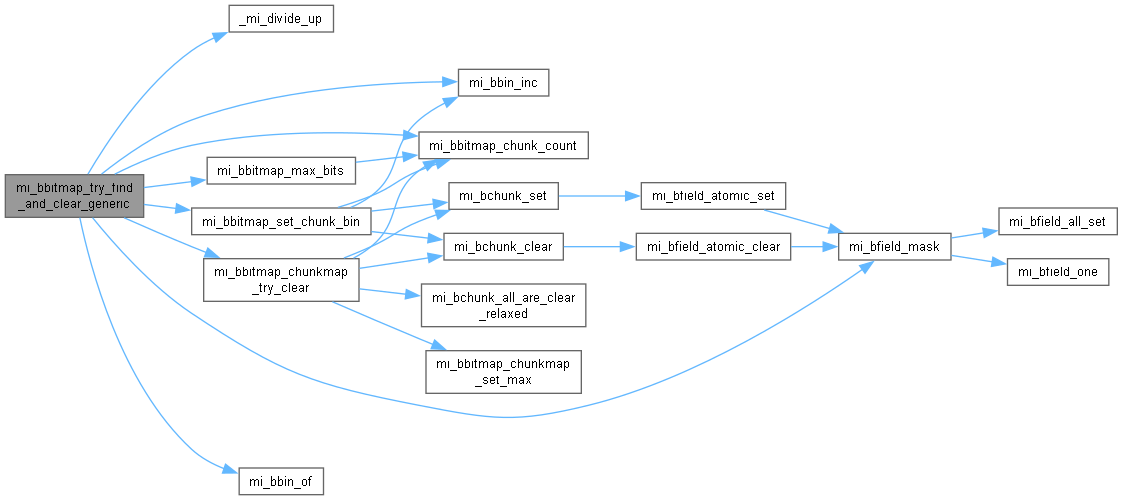 _mi_divide_up
mi_bbin_inc
mi_bbitmap_chunk_count
mi_bbitmap_max_bits
mi_bbitmap_try_find
_and_clear_generic
mi_bchunk_set
mi_bfield_atomic_set
mi_bbitmap_set_chunk_bin
mi_bfield_all_set
mi_bchunk_clear
mi_bfield_atomic_clear
mi_bfield_mask
mi_bbitmap_chunkmap
_try_clear
mi_bfield_one
mi_bchunk_all_are_clear
_relaxed
mi_bbitmap_chunkmap
_set_max
mi_bbin_of